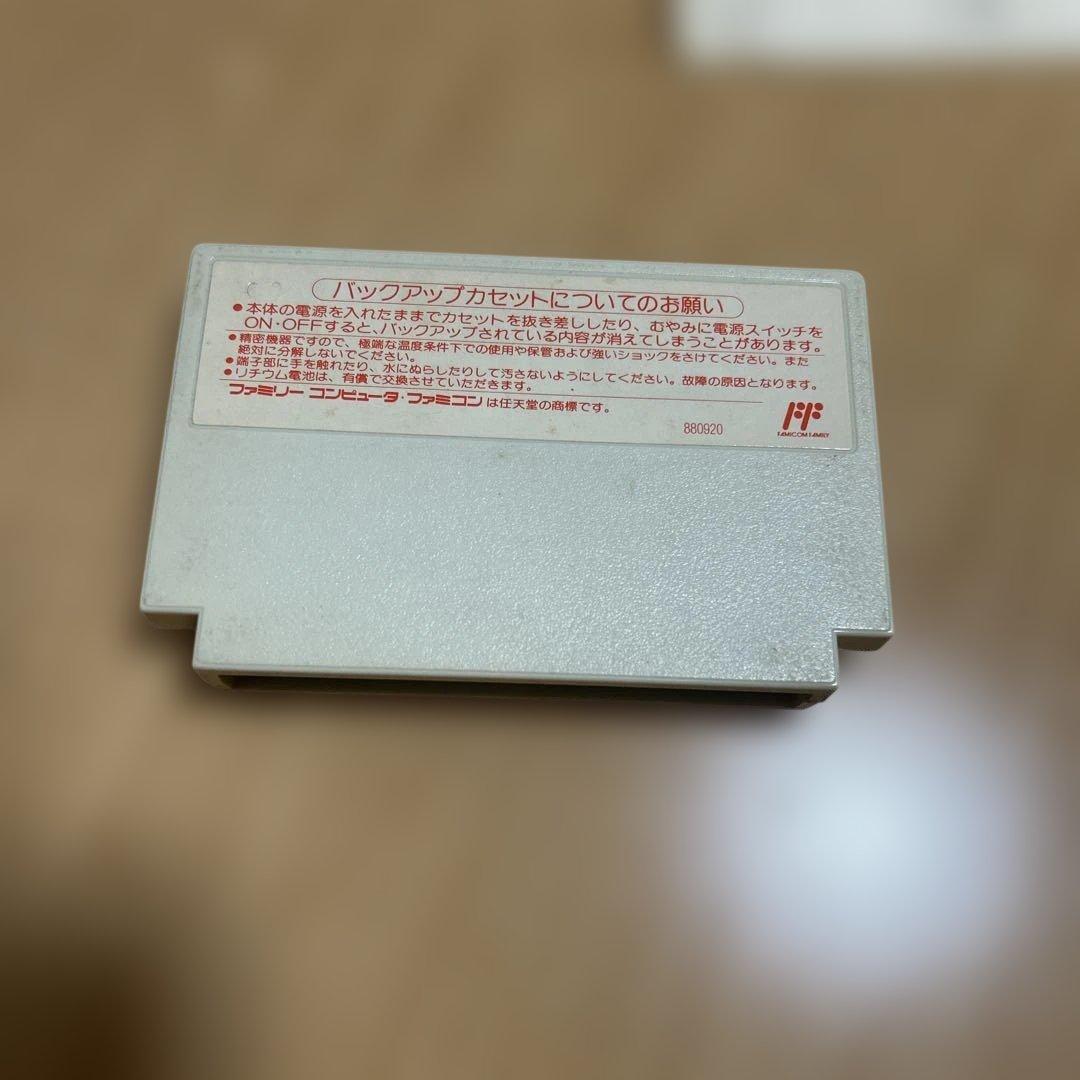 バックアップカセットについてのお願い
●本体の電源を入れたままでカセットを抜き差ししたり、むやみに電源スイッチを
ON・OFFすると、バックアップされている内容が消えてしまうことがあります。
●精密機器ですので、極端な温度条件下での使用や保管および強いショックをさけてください。また
絶対に分解しないでください。
●端子部に手を触れたり、水にぬらしたりして汚さないようにしてください。故障の原因となります。
●リチウム電池は、有償で交換させていただきます。
ファミリーコンピュータ・ファミコンは任天堂の商標です。
880920
FAMICOM FAMILY